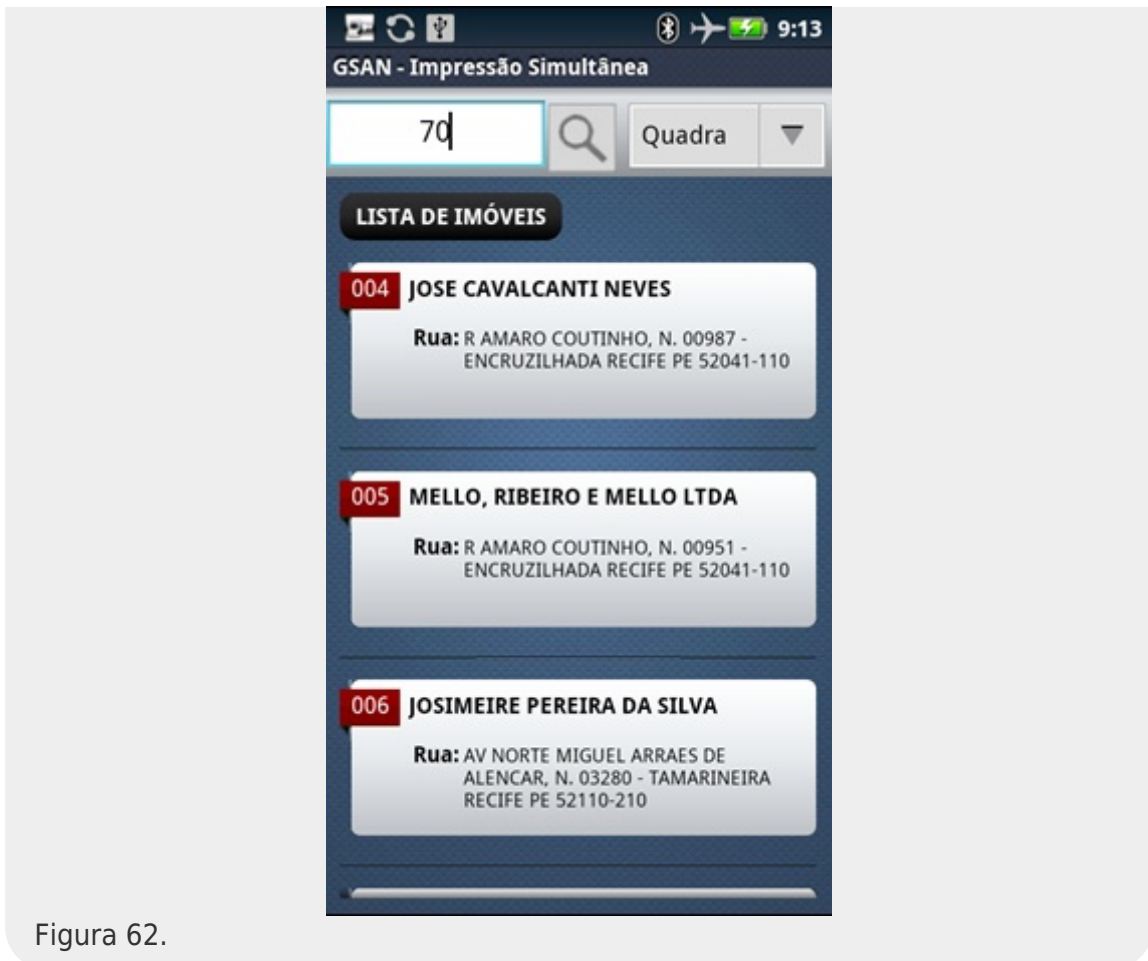 9:13
GSAN - Impressão Simultânea
70
Quadra
LISTA DE IMÓVEIS
004 JOSE CAVALCANTI NEVES
Rua: R AMARO COUTINHO, N. 00987 -
ENCRUZILHADA RECIFE PE 52041-110
005 MELLO, RIBEIRO E MELLO LTDA
Rua: R AMARO COUTINHO, N. 00951 -
ENCRUZILHADA RECIFE PE 52041-110
006 JOSIMEIRE PEREIRA DA SILVA
Rua: AV NORTE MIGUEL ARRAES DE
ALENCAR, N. 03280 - TAMARINEIRA
RECIFE PE 52110-210
Figura 62.